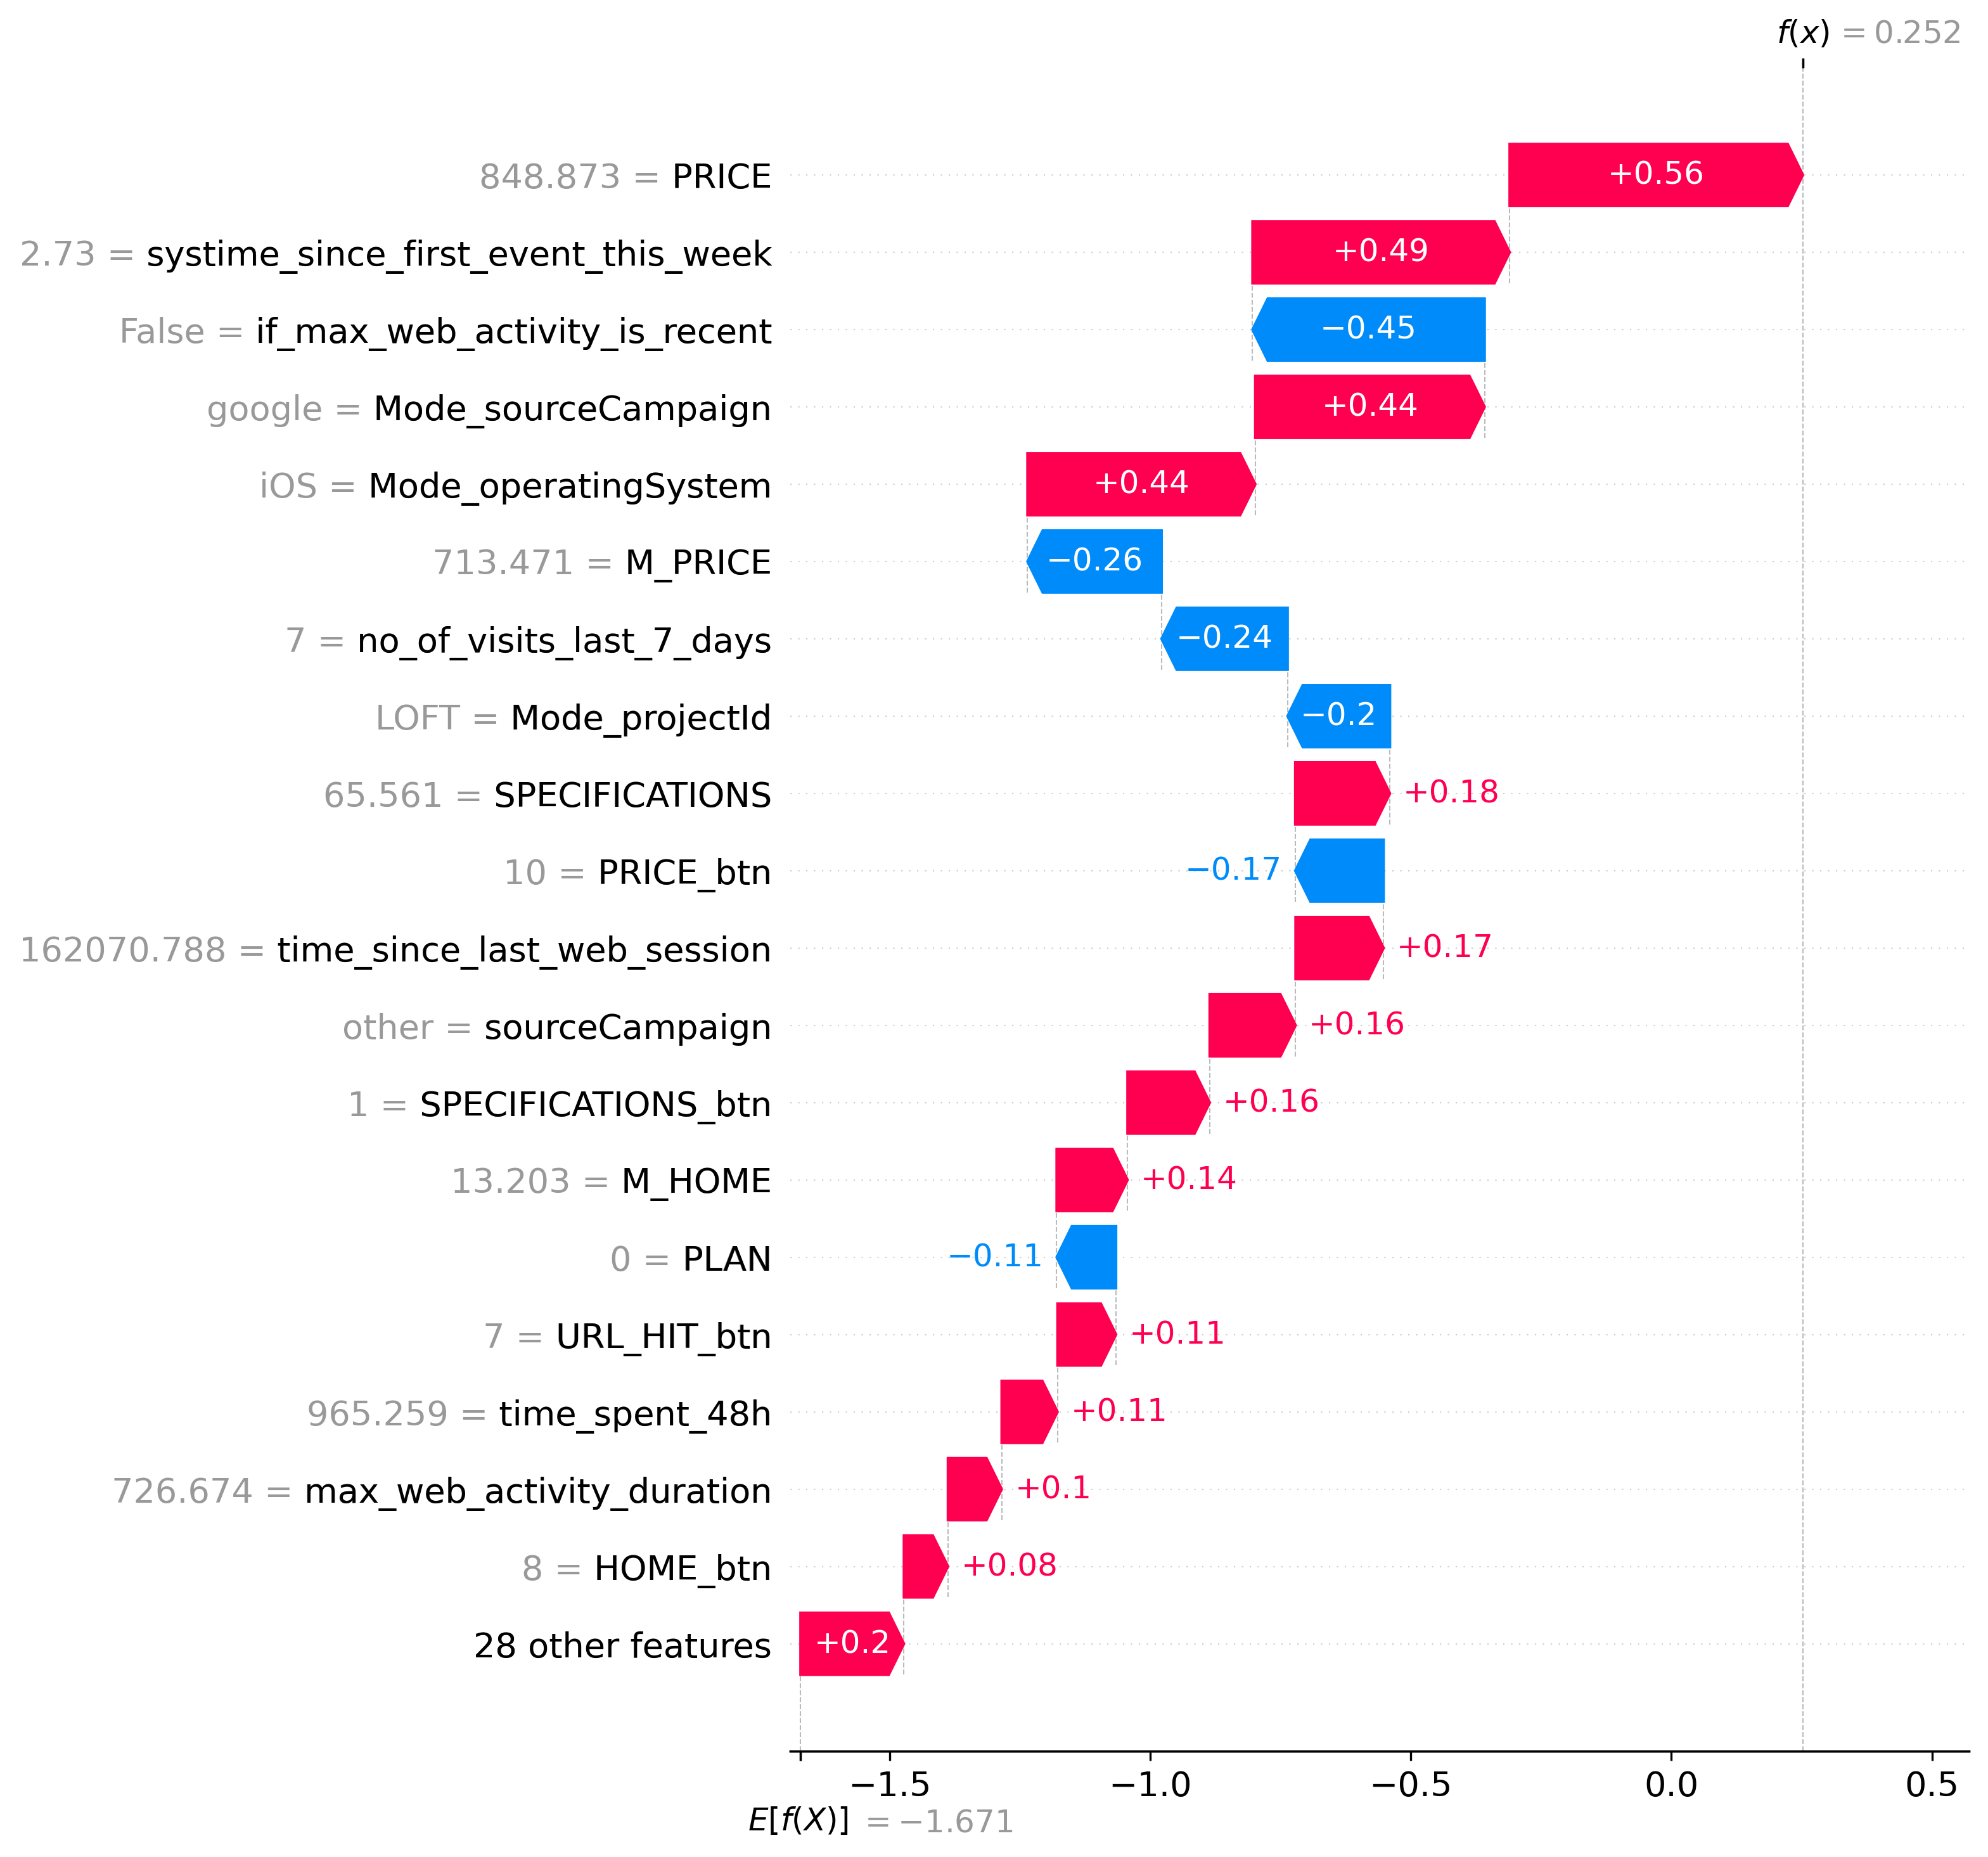 f(x) = 0.252
848.873 = PRICE +0.56
2.73 = systime_since_first_event_this_week +0.49
False = if_max_web_activity_is_recent −0.45
google = Mode_sourceCampaign +0.44
iOS = Mode_operatingSystem +0.44
713.471 = M_PRICE −0.26
7 = no_of_visits_last_7_days −0.24
LOFT = Mode_projectId −0.2
65.561 = SPECIFICATIONS +0.18
10 = PRICE_btn −0.17
162070.788 = time_since_last_web_session +0.17
other = sourceCampaign +0.16
1 = SPECIFICATIONS_btn +0.16
13.203 = M_HOME +0.14
0 = PLAN −0.11
7 = URL_HIT_btn +0.11
965.259 = time_spent_48h +0.11
726.674 = max_web_activity_duration +0.1
8 = HOME_btn +0.08
28 other features +0.2
−1.5 −1.0 −0.5 0.0 0.5
E[f(X)] = −1.671